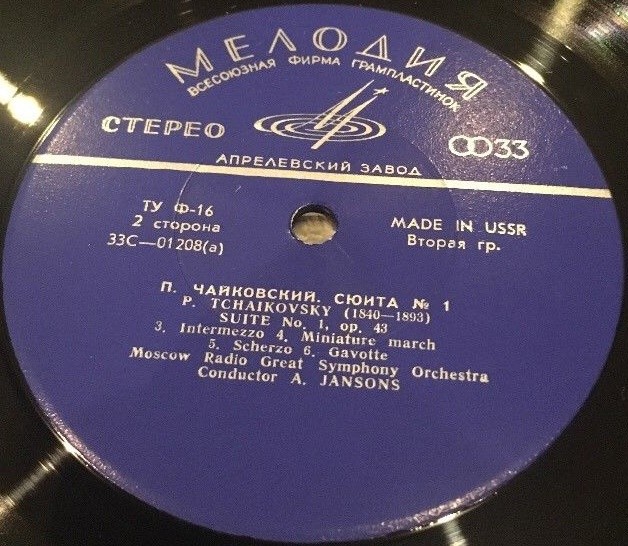 МЕЛОДИЯ
ВСЕСОЮЗНАЯ ФИРМА ГРАМПЛАСТИНОК
СТЕРЕО
33
АПРЕЛЕВСКИЙ ЗАВОД
ТУ Ф-16
2 сторона
33С—01208(а)
MADE IN USSR
Вторая гр.
П. ЧАЙКОВСКИЙ. СЮИТА № 1
P. TCHAIKOVSKY (1840—1893)
SUITE No. 1, op. 43
3. Intermezzo 4. Miniature march
5. Scherzo 6. Gavotte
Moscow Radio Great Symphony Orchestra
Conductor A. JANSONS